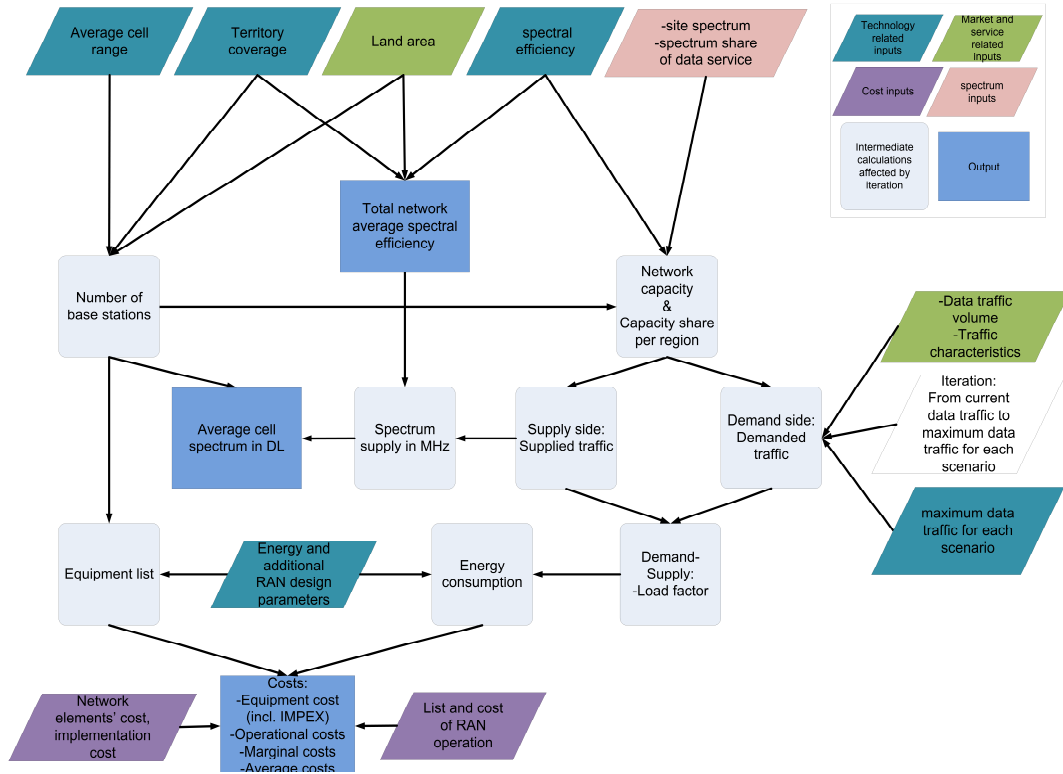 Average cell
range
Territory
coverage
Land area
spectral
efficiency
-site spectrum
-spectrum share
of data service
Technology
related
inputs
Market and
service
related
inputs
Cost inputs
spectrum
inputs
Intermediate
calculations
affected by
Iteration
Output
Total network
average spectral
efficiency
Number of
base stations
Network
capacity
&
Capacity share
per region
-Data traffic
volume
-Traffic
characteristics
Iteration:
From current
data traffic to
maximum data
traffic for each
scenario
Average cell
spectrum in DL
Spectrum
supply in MHz
Supply side:
Supplied traffic
Demand side:
Demanded
traffic
maximum data
traffic for each
scenario
Equipment list
Energy and
additional
RAN design
parameters
Energy
consumption
Demand-
Supply:
-Load factor
Network
elements' cost,
implementation
cost
Costs:
-Equipment cost
(incl. IMPEX)
-Operational costs
-Marginal costs
-Average costs
List and cost
of RAN
operation